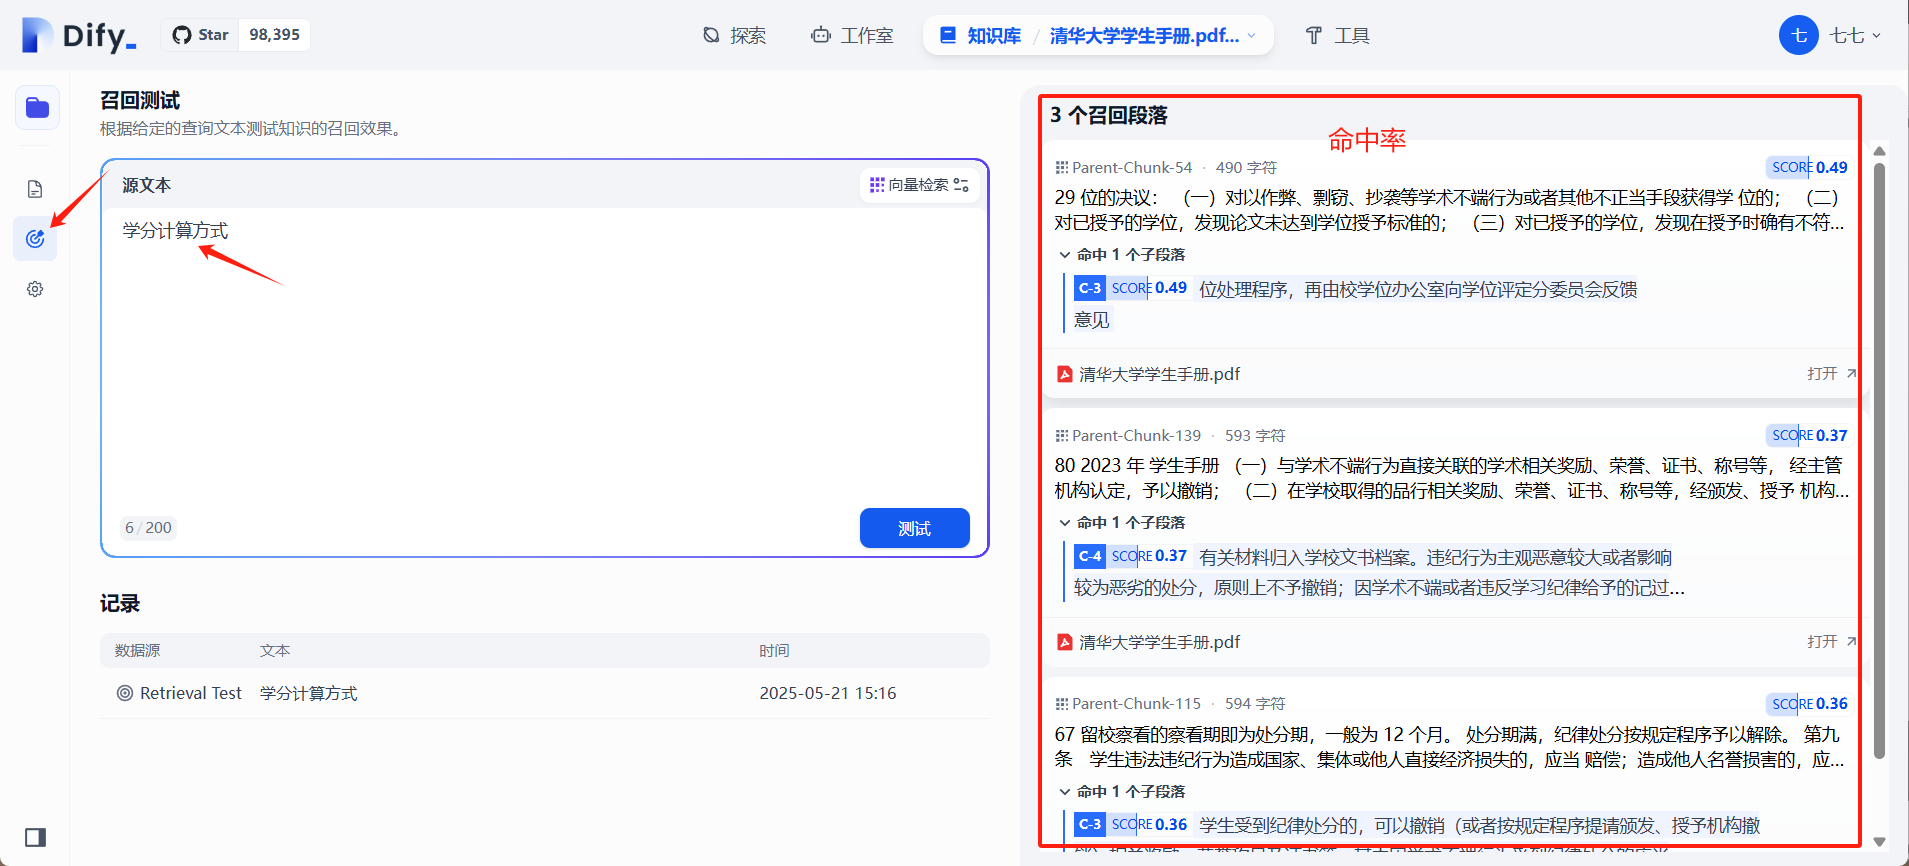 Dify_
Star 98,395
探索
工作室
知识库 / 清华大学学生手册.pdf...
工具
七 七七
召回测试
根据给定的查询文本测试知识的召回效果。
源文本
向量检索
学分计算方式
6 / 200
测试
记录
数据源 文本 时间
Retrieval Test 学分计算方式 2025-05-21 15:16
3 个召回段落
命中率
Parent-Chunk-54 · 490 字符 SCORE 0.49
29 位的决议： （一）对以作弊、剽窃、抄袭等学术不端行为或者其他不正当手段获得学 位的； （二）
对已授予的学位，发现论文未达到学位授予标准的； （三）对已授予的学位，发现在授予时确有不符...
命中 1 个子段落
C-3 SCORE 0.49 位处理程序，再由校学位办公室向学位评定分委员会反馈
意见
清华大学学生手册.pdf 打开
Parent-Chunk-139 · 593 字符 SCORE 0.37
80 2023 年 学生手册 （一）与学术不端行为直接关联的学术相关奖励、荣誉、证书、称号等， 经主管
机构认定，予以撤销； （二）在学校取得的品行相关奖励、荣誉、证书、称号等，经颁发、授予 机构...
命中 1 个子段落
C-4 SCORE 0.37 有关材料归入学校文书档案。违纪行为主观恶意较大或者影响
较为恶劣的处分，原则上不予撤销；因学术不端或者违反学习纪律给予的记过...
清华大学学生手册.pdf 打开
Parent-Chunk-115 · 594 字符 SCORE 0.36
67 留校察看的察看期即为处分期，一般为 12 个月。 处分期满，纪律处分按规定程序予以解除。 第九
条 学生违法违纪行为造成国家、集体或他人直接经济损失的，应当 赔偿；造成他人名誉损害的，应...
命中 1 个子段落
C-3 SCORE 0.36 学生受到纪律处分的，可以撤销（或者按规定程序提请颁发、授予机构撤